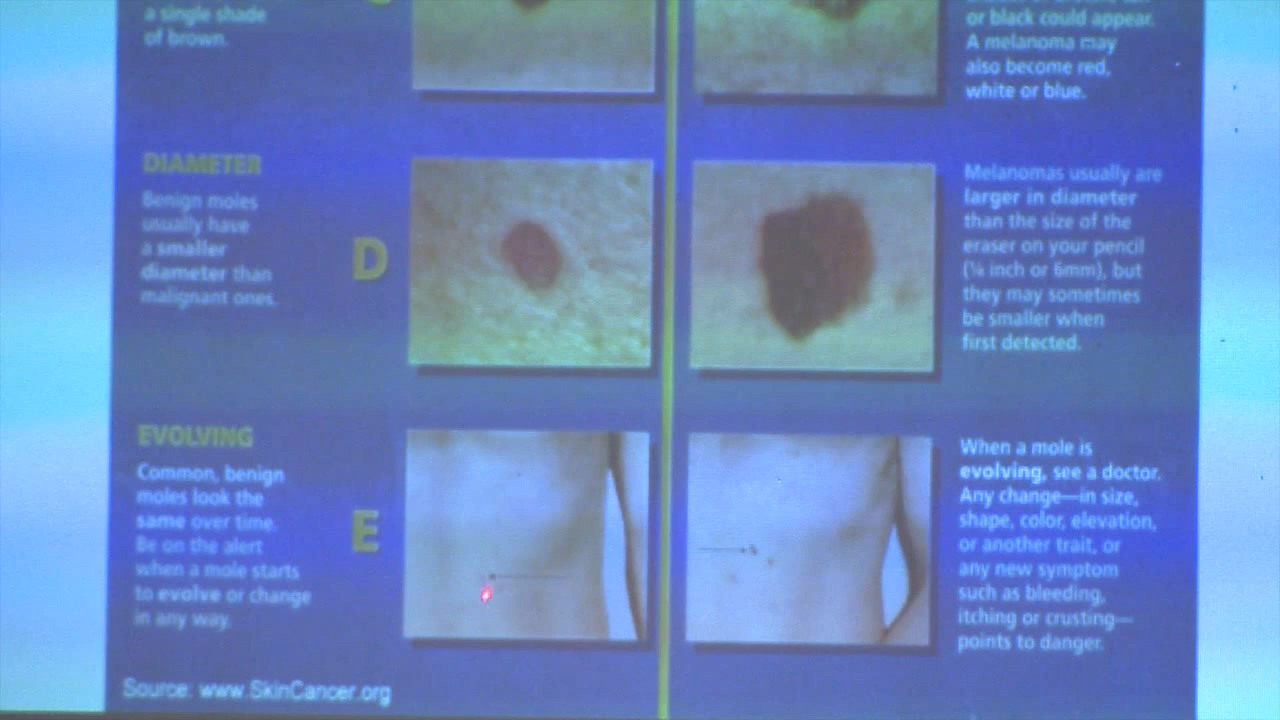 a single shade
of brown.
or black could appear.
A melanoma may
also become red,
white or blue.
DIAMETER
Benign moles
usually have
a smaller
diameter than
malignant ones.
D
Melanomas usually are
larger in diameter
than the size of the
eraser on your pencil
(¼ inch or 6mm), but
they may sometimes
be smaller when
first detected.
EVOLVING
Common, benign
moles look the
same over time.
Be on the alert
when a mole starts
to evolve or change
in any way.
E
When a mole is
evolving, see a doctor.
Any change—in size,
shape, color, elevation,
or another trait, or
any new symptom
such as bleeding,
itching or crusting—
points to danger.
Source: www.SkinCancer.org